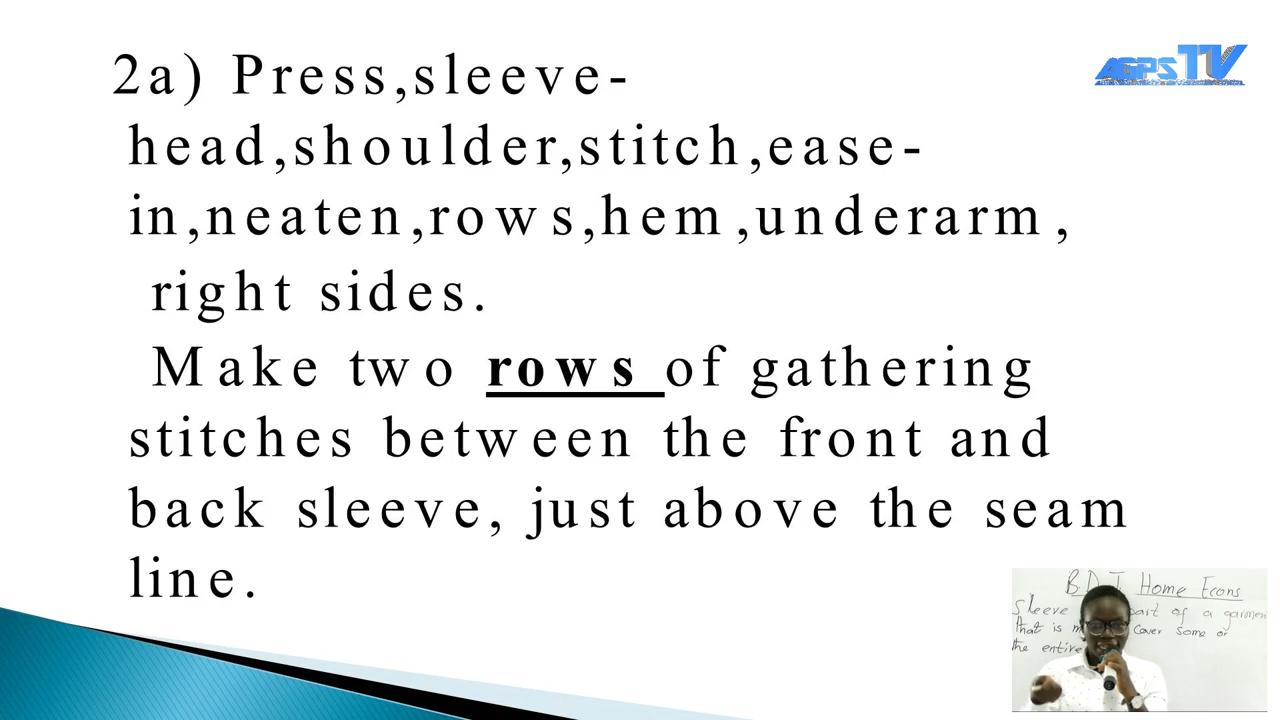 2a) Press,sleeve-
head,shoulder,stitch,ease-
in,neaten,rows,hem,underarm,
right sides.
Make two rows of gathering
stitches between the front and
back sleeve, just above the seam
line.
AGPS TV
B.D.T Home Econs
Sleeve part of a garmen
that is cover some or
the entire